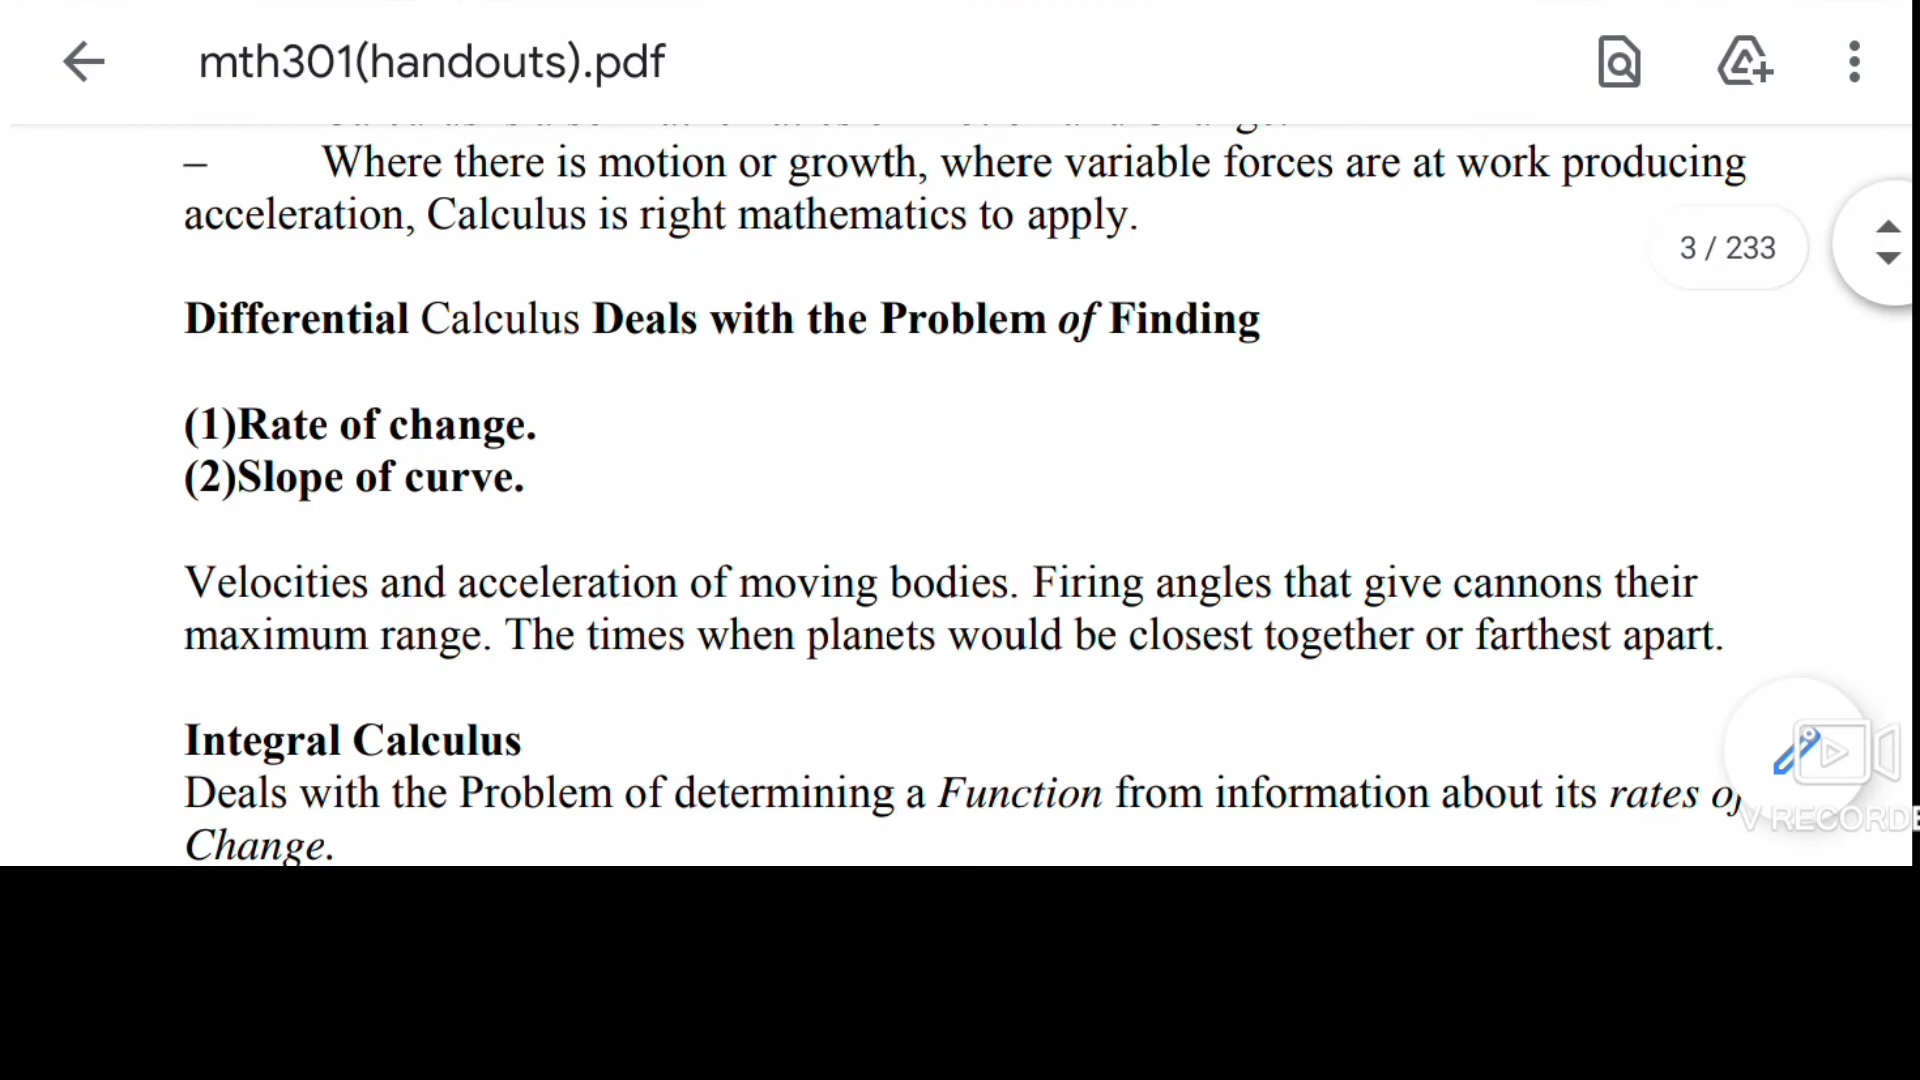 mth301(handouts).pdf
– Where there is motion or growth, where variable forces are at work producing
acceleration, Calculus is right mathematics to apply.
3 / 233
Differential Calculus Deals with the Problem of Finding
(1)Rate of change.
(2)Slope of curve.
Velocities and acceleration of moving bodies. Firing angles that give cannons their
maximum range. The times when planets would be closest together or farthest apart.
Integral Calculus
Deals with the Problem of determining a Function from information about its rates of
Change.
V RECORDE